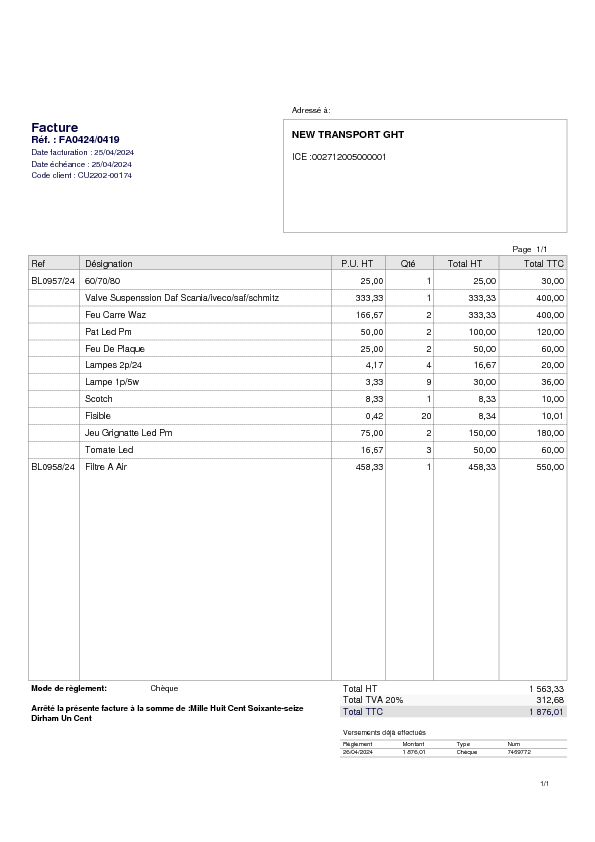 Adressé à:
Facture
Réf. : FA0424/0419
Date facturation : 25/04/2024
Date échéance : 25/04/2024
Code client : CU2202-00174
NEW TRANSPORT GHT
ICE :002712005000001
Page 1/1
Ref Désignation P.U. HT Qté Total HT Total TTC
BL0957/24 60/70/80 25,00 1 25,00 30,00
Valve Suspenssion Daf Scania/iveco/saf/schmitz 333,33 1 333,33 400,00
Feu Carre Waz 166,67 2 333,33 400,00
Pat Led Pm 50,00 2 100,00 120,00
Feu De Plaque 25,00 2 50,00 60,00
Lampes 2p/24 4,17 4 16,67 20,00
Lampe 1p/5w 3,33 9 30,00 36,00
Scotch 8,33 1 8,33 10,00
Fisible 0,42 20 8,34 10,01
Jeu Grignatte Led Pm 75,00 2 150,00 180,00
Tomate Led 16,67 3 50,00 60,00
BL0958/24 Filtre A Air 458,33 1 458,33 550,00
Mode de règlement: Chèque
Arrêté la présente facture à la somme de :Mille Huit Cent Soixante-seize
Dirham Un Cent
Total HT 1 563,33
Total TVA 20% 312,68
Total TTC 1 876,01
Versements déjà effectués
Règlement Montant Type Num
26/04/2024 1 876,01 Chèque 7469772
1/1